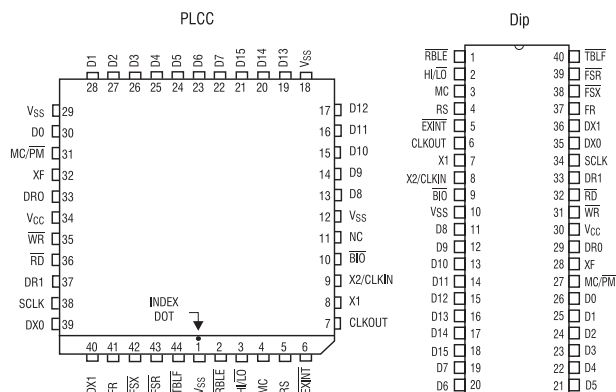 PLCC
D1 D2 D3 D4 D5 D6 D7 D15 D14 D13 VSS
28 27 26 25 24 23 22 21 20 19 18
VSS 29
D0 30
MC/PM 31
XF 32
DR0 33
VCC 34
WR 35
RD 36
DR1 37
SCLK 38
DX0 39
17 D12
16 D11
15 D10
14 D9
13 D8
12 VSS
11 NC
10 BIO
9 X2/CLKIN
8 X1
7 CLKOUT
INDEX
DOT
40 41 42 43 44 1 2 3 4 5 6
DX1 FR FSX FSR TBLF VSS RBLE HI/LO MC RS EXINT
Dip
RBLE 1 40 TBLF
HI/LO 2 39 FSR
MC 3 38 FSX
RS 4 37 FR
EXINT 5 36 DX1
CLKOUT 6 35 DX0
X1 7 34 SCLK
X2/CLKIN 8 33 DR1
BIO 9 32 RD
VSS 10 31 WR
D8 11 30 VCC
D9 12 29 DR0
D10 13 28 XF
D11 14 27 MC/PM
D12 15 26 D0
D13 16 25 D1
D14 17 24 D2
D15 18 23 D3
D7 19 22 D4
D6 20 21 D5